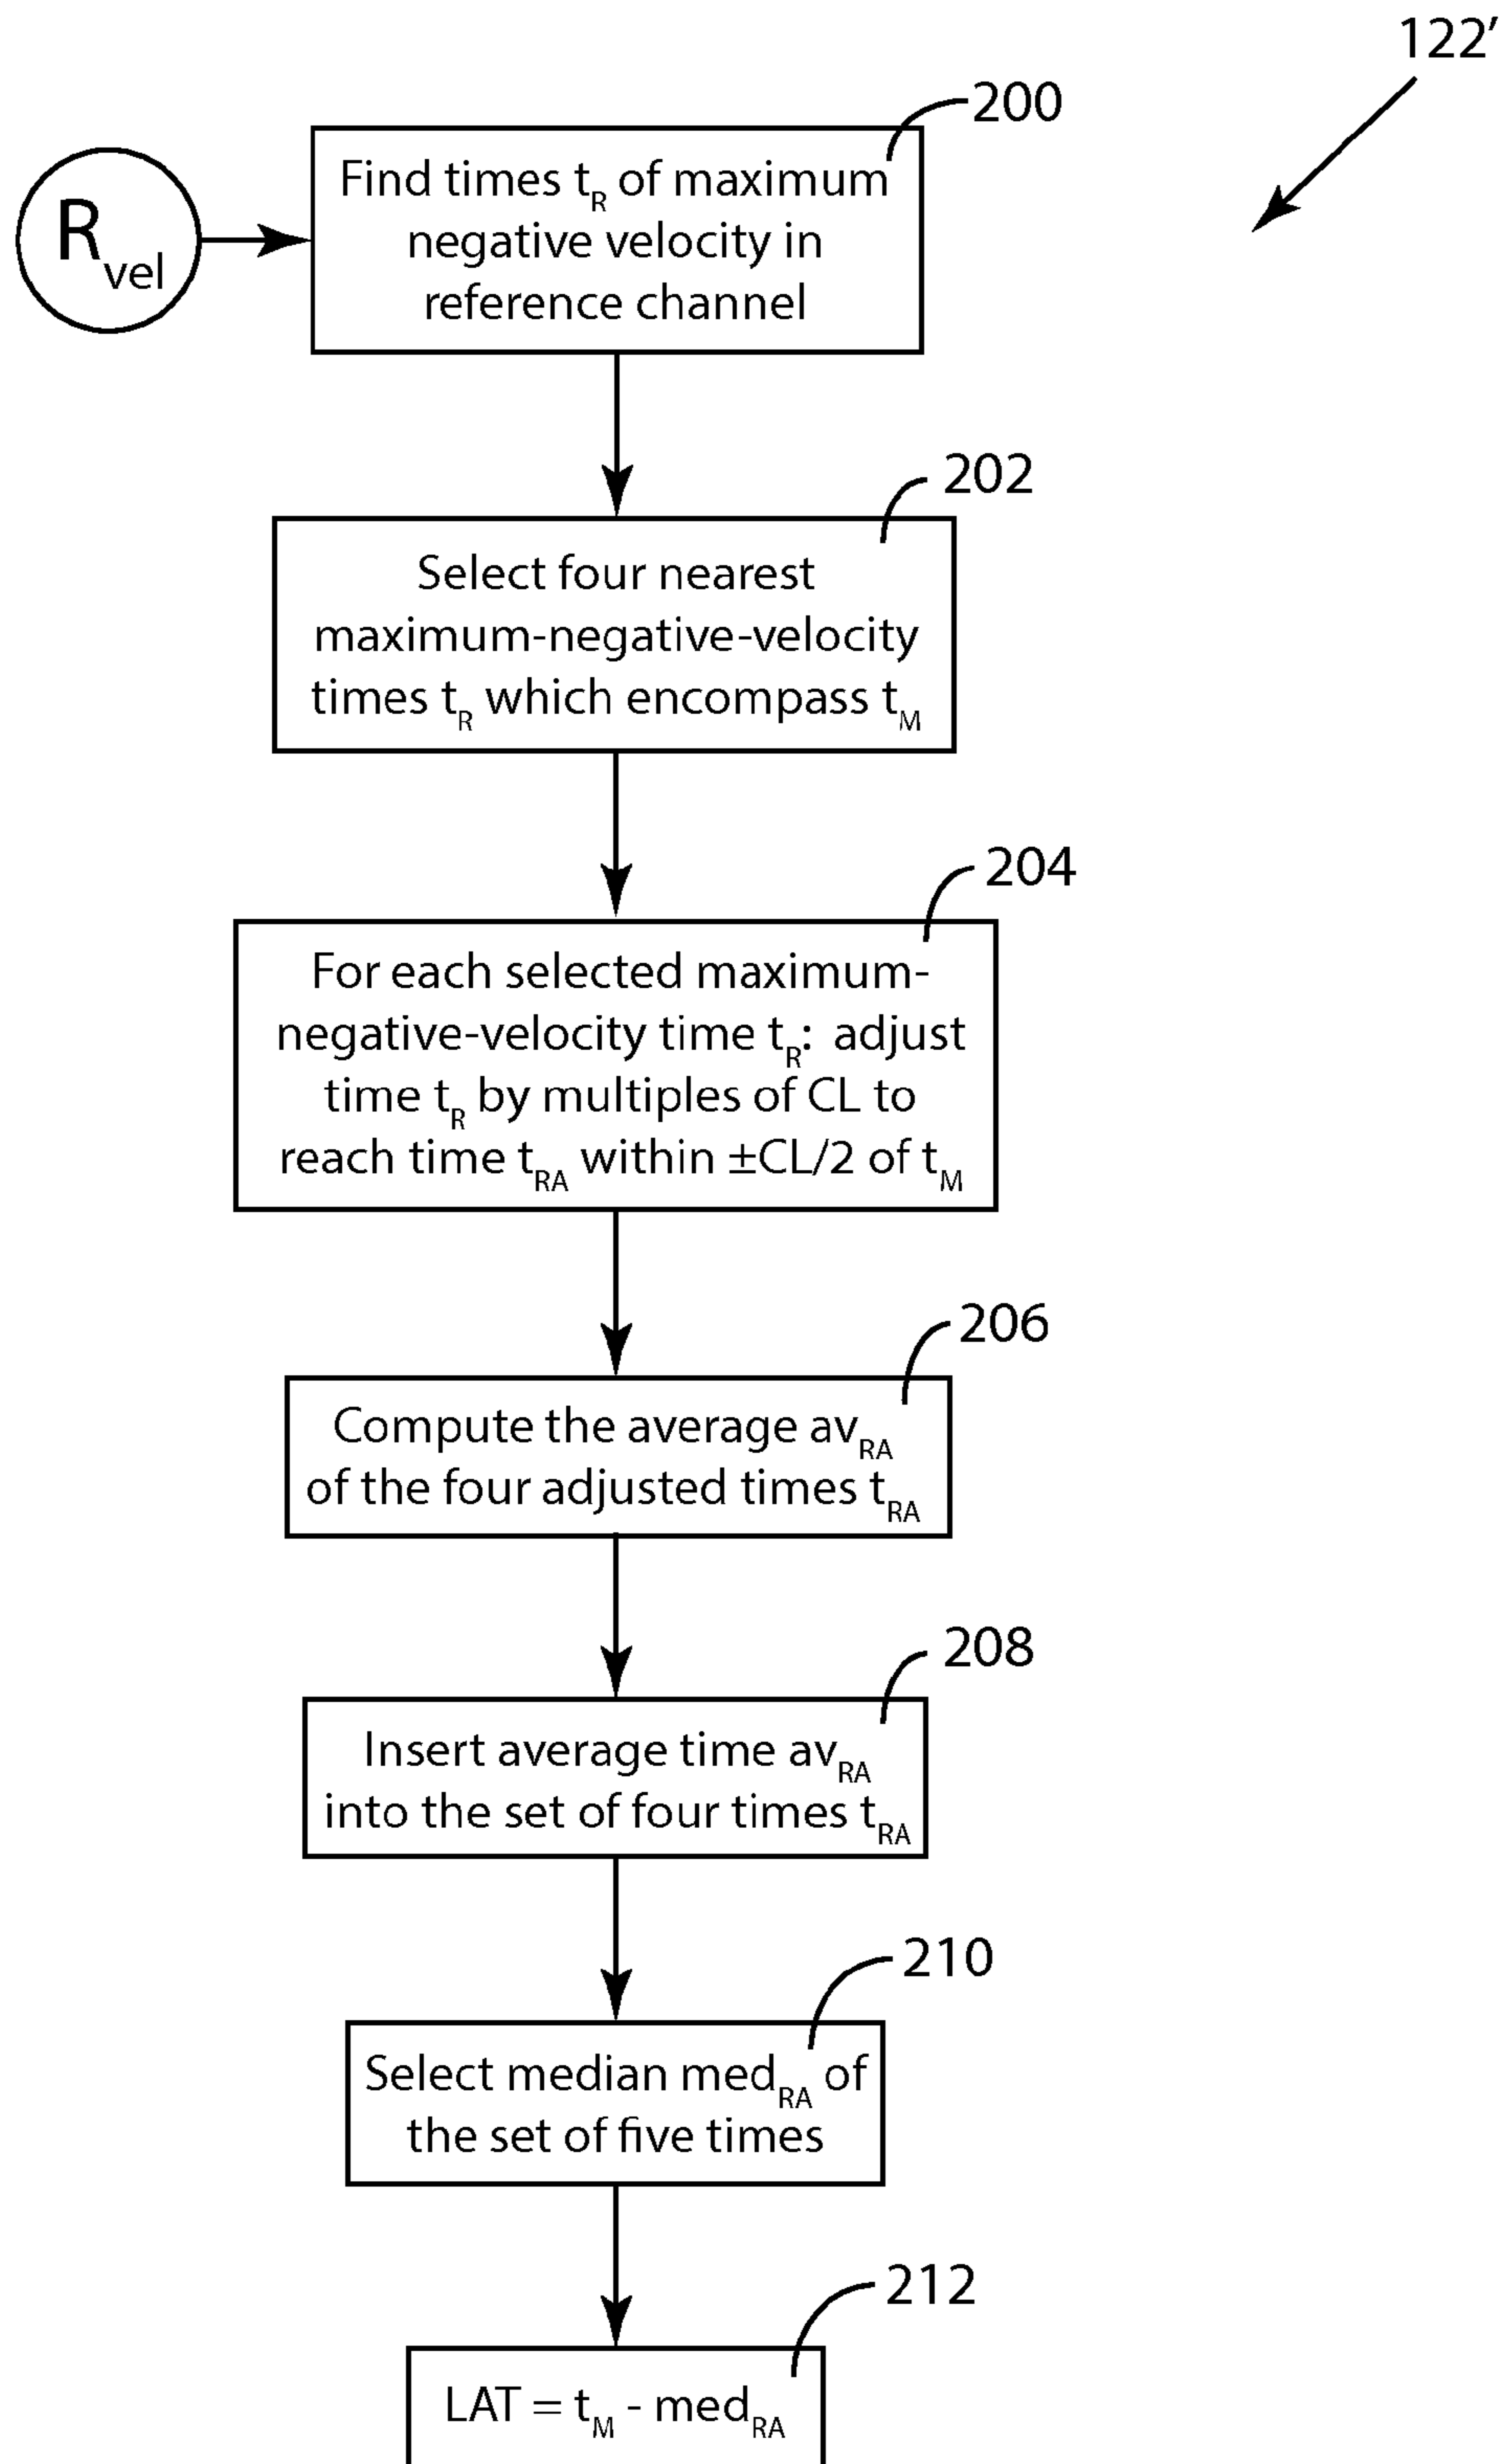 122'
200
R_vel
Find times t_R of maximum
negative velocity in
reference channel
202
Select four nearest
maximum-negative-velocity
times t_R which encompass t_M
204
For each selected maximum-
negative-velocity time t_R: adjust
time t_R by multiples of CL to
reach time t_RA within ±CL/2 of t_M
206
Compute the average av_RA
of the four adjusted times t_RA
208
Insert average time av_RA
into the set of four times t_RA
210
Select median med_RA of
the set of five times
212
LAT = t_M - med_RA